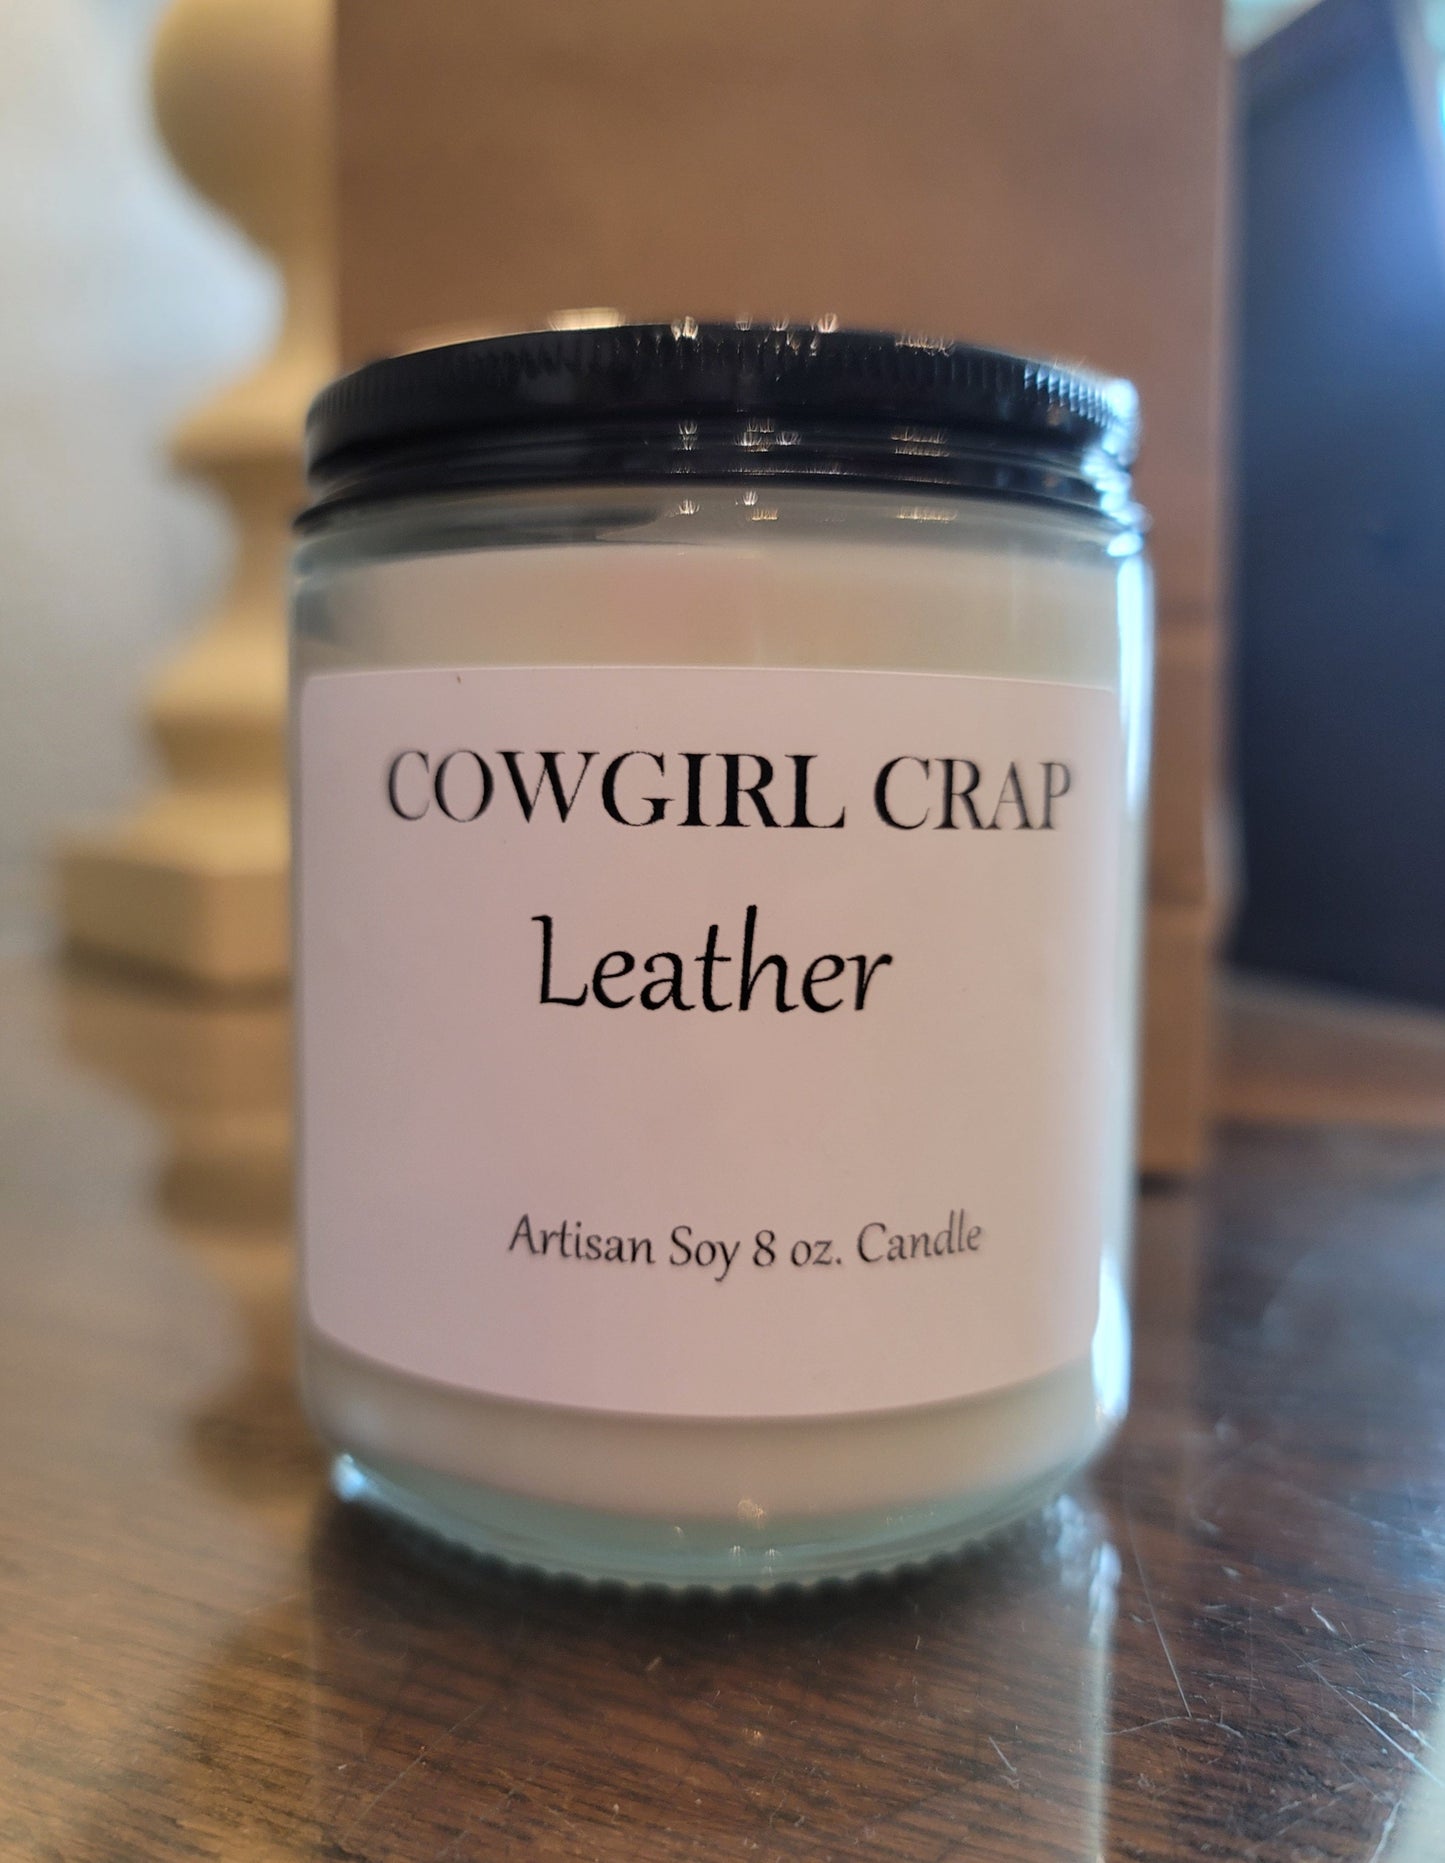 COWGIRL CRAP
Leather
Artisan Soy 8 oz. Candle